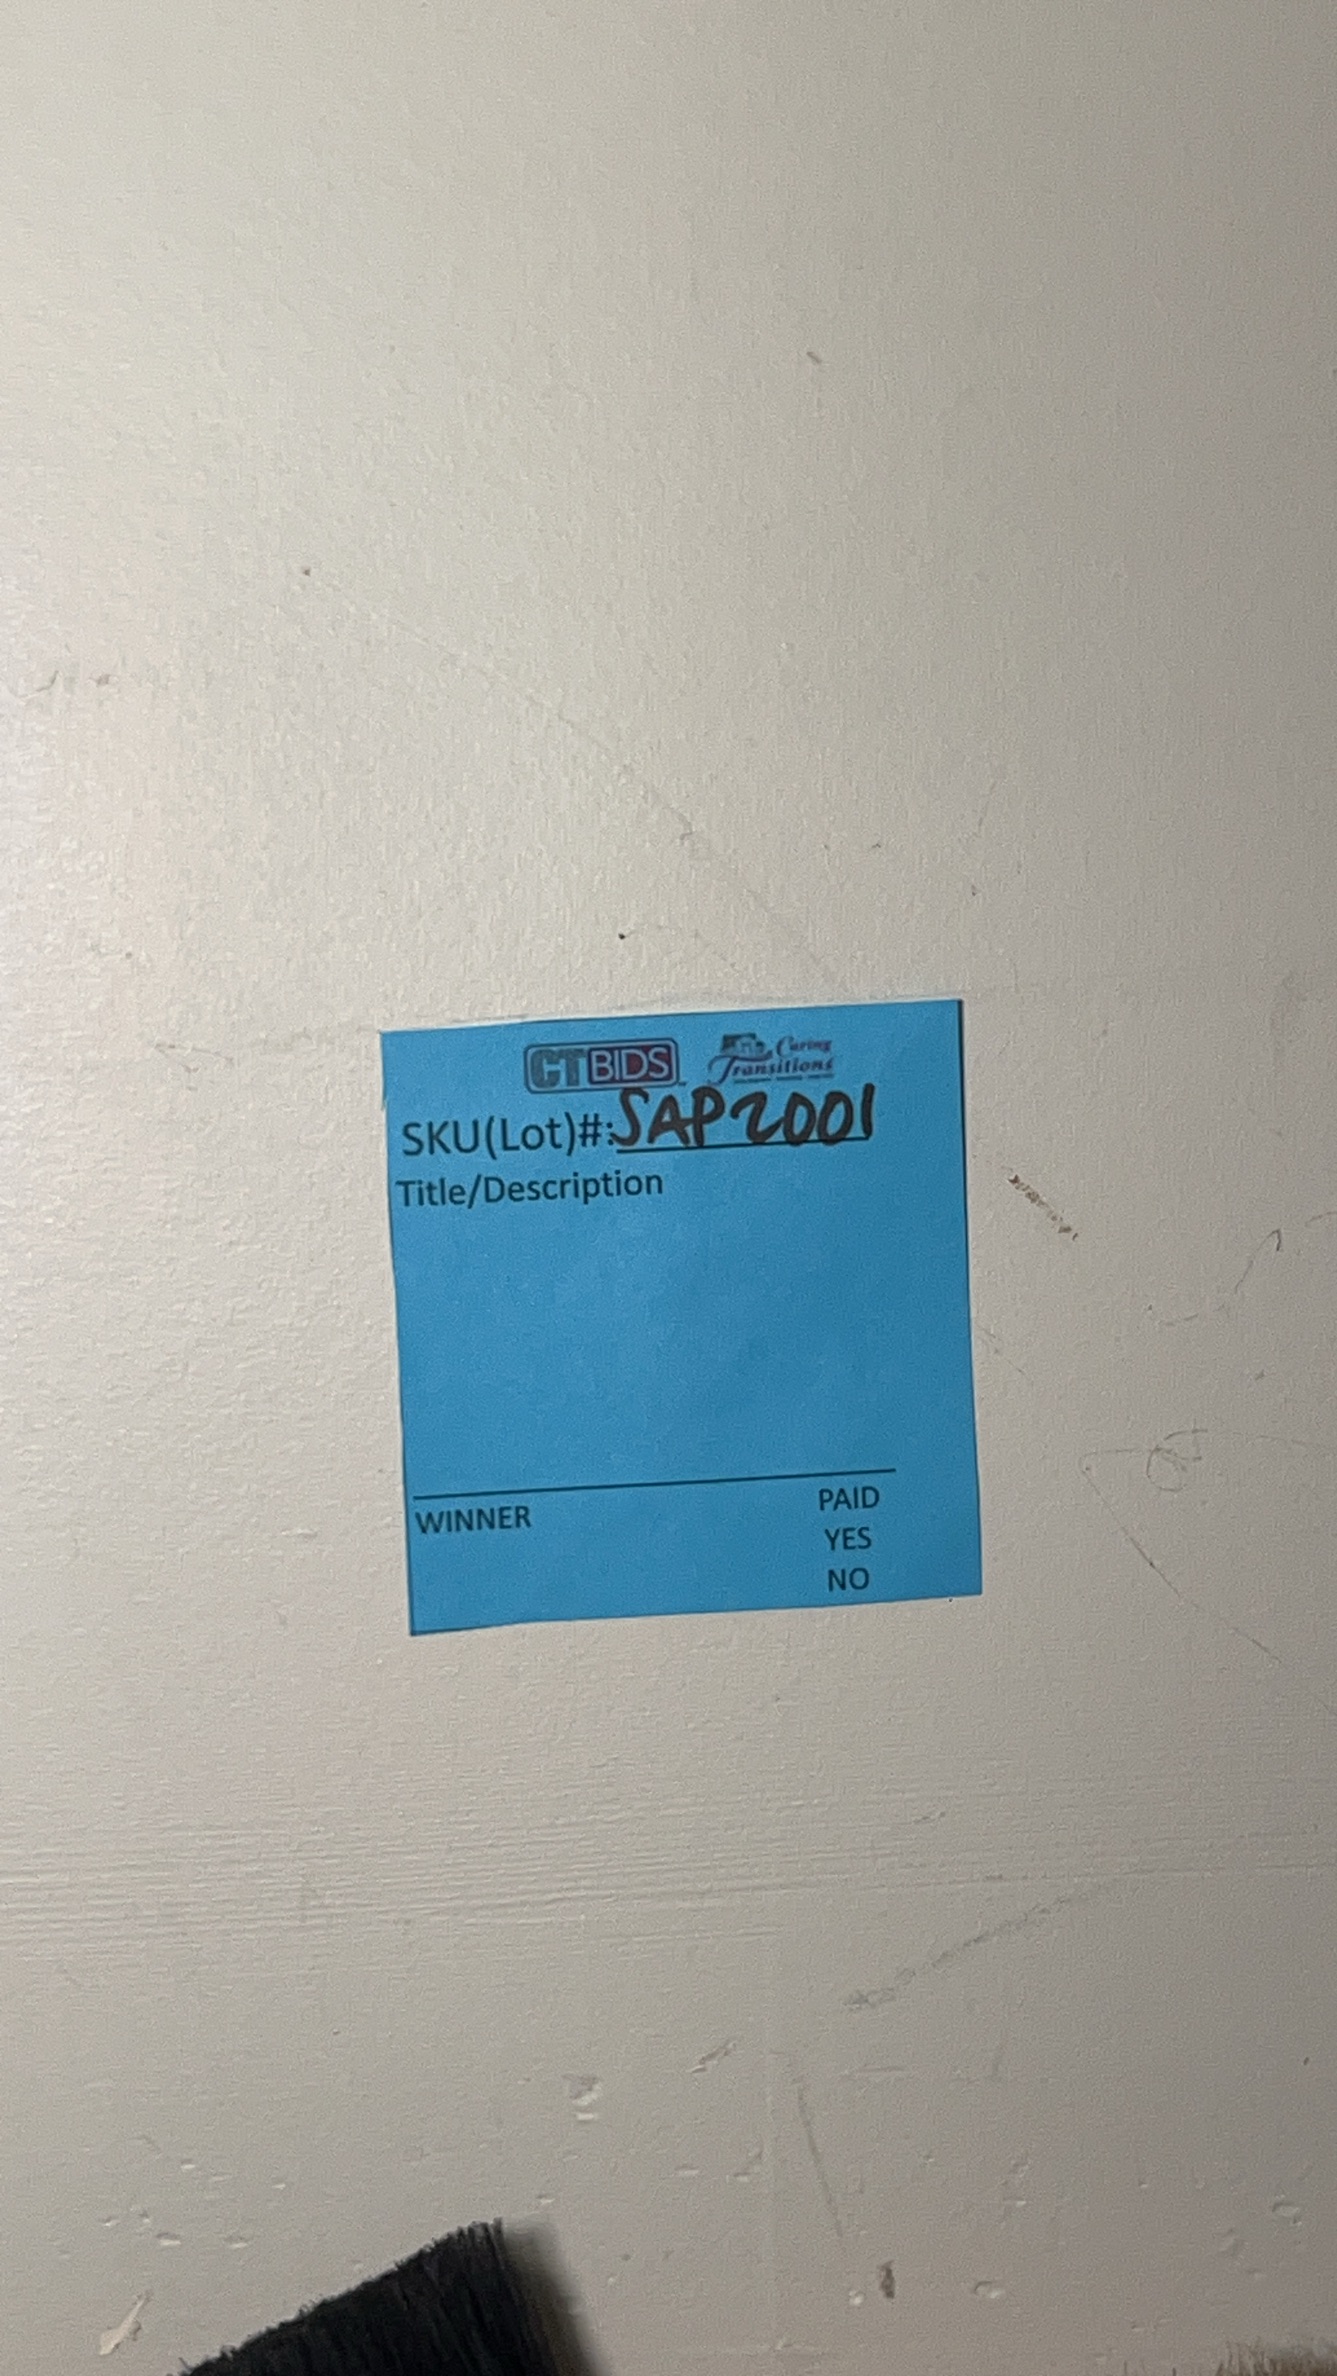 CTBIDS Caring Transitions
SKU(Lot)#: SAP2001
Title/Description
WINNER PAID
YES
NO